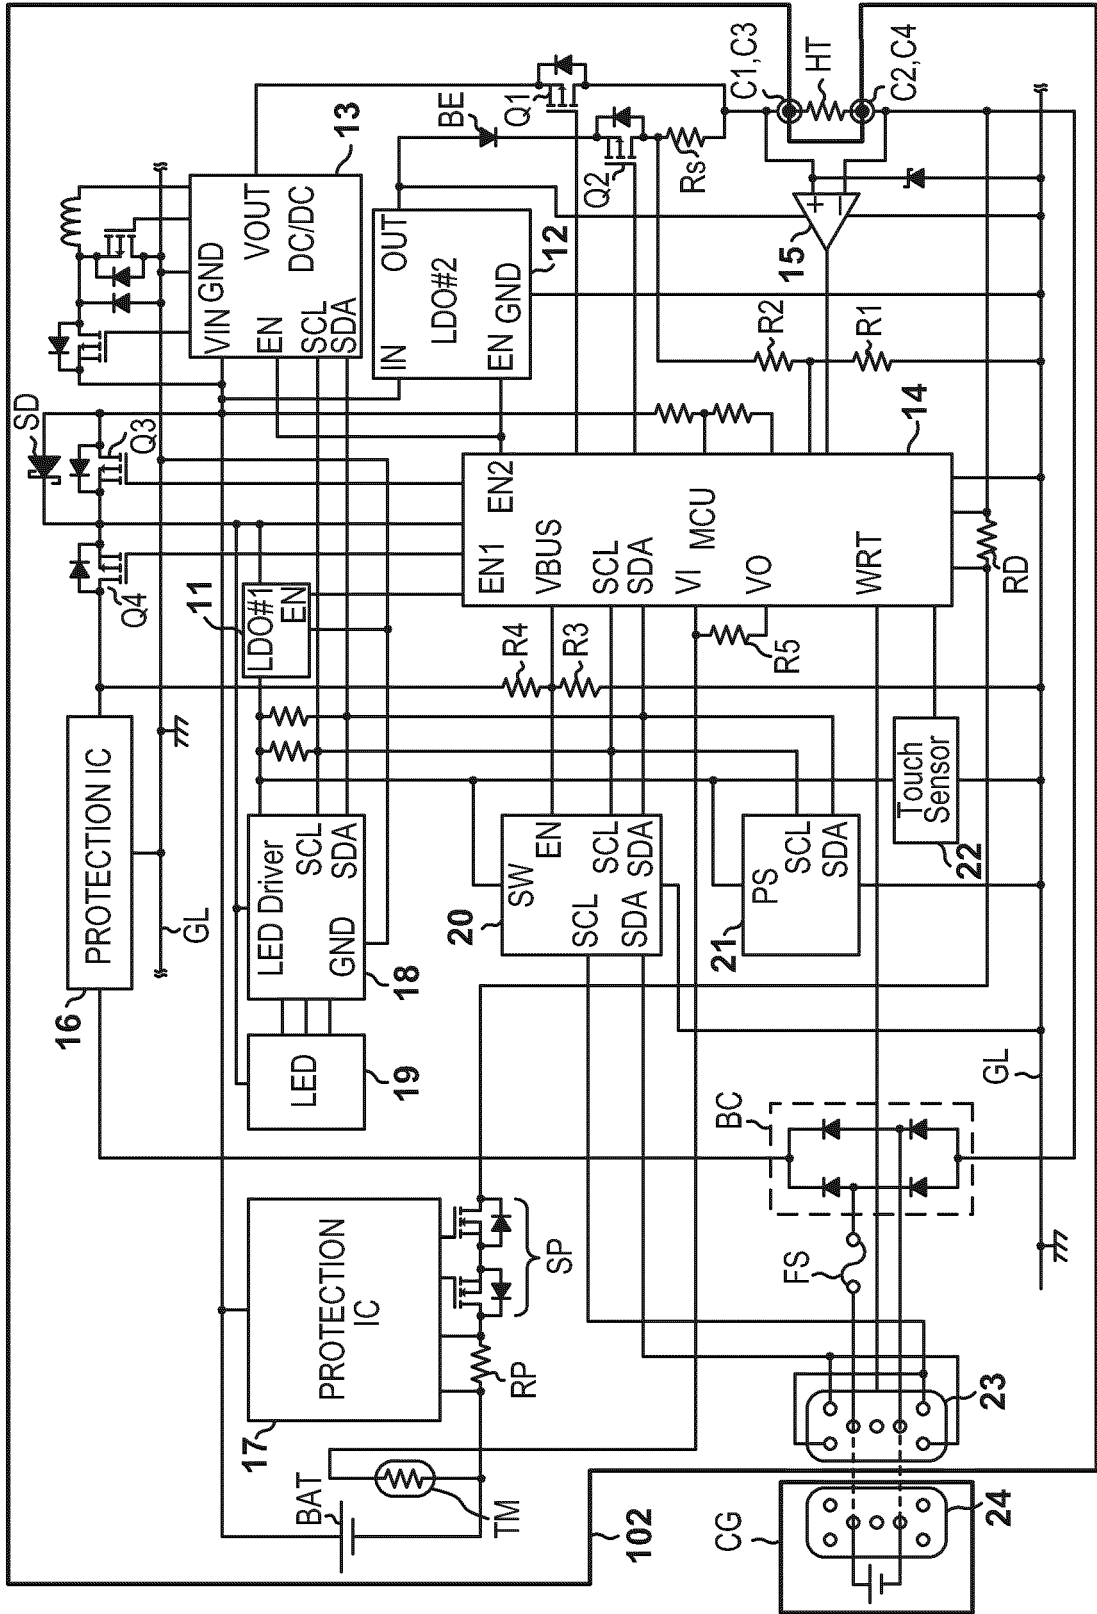 SD
Q3
Q4
VIN
GND
VOUT
DC/DC
EN
SCL
SDA
13
BE
Q1
Q2
Rs
C1,C3
HT
C2,C4
IN
OUT
LDO#2
EN
GND
12
15
+
−
R2
R1
11
LDO#1
EN
EN1
EN2
VBUS
SCL
SDA
MCU
VI
VO
WRT
14
R4
R3
R5
RD
PROTECTION IC
16
GL
LED Driver
SCL
SDA
GND
18
LED
19
20
SW
EN
SCL
SDA
SCL
SDA
21
PS
SCL
SDA
Touch
Sensor
22
PROTECTION
IC
17
SP
RP
BAT
TM
BC
FS
GL
23
102
CG
24